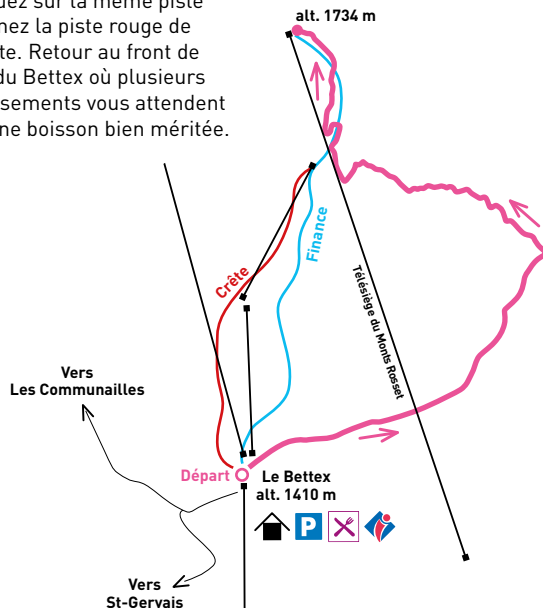 dez sur la même piste
nez la piste rouge de
te. Retour au front de
du Bettex où plusieurs
sements vous attendent
ne boisson bien méritée.
alt. 1734 m
Finance
Crête
Télésiège du Monts Rosset
Vers
Les Communailles
Départ
Le Bettex
alt. 1410 m
P
Vers
St-Gervais